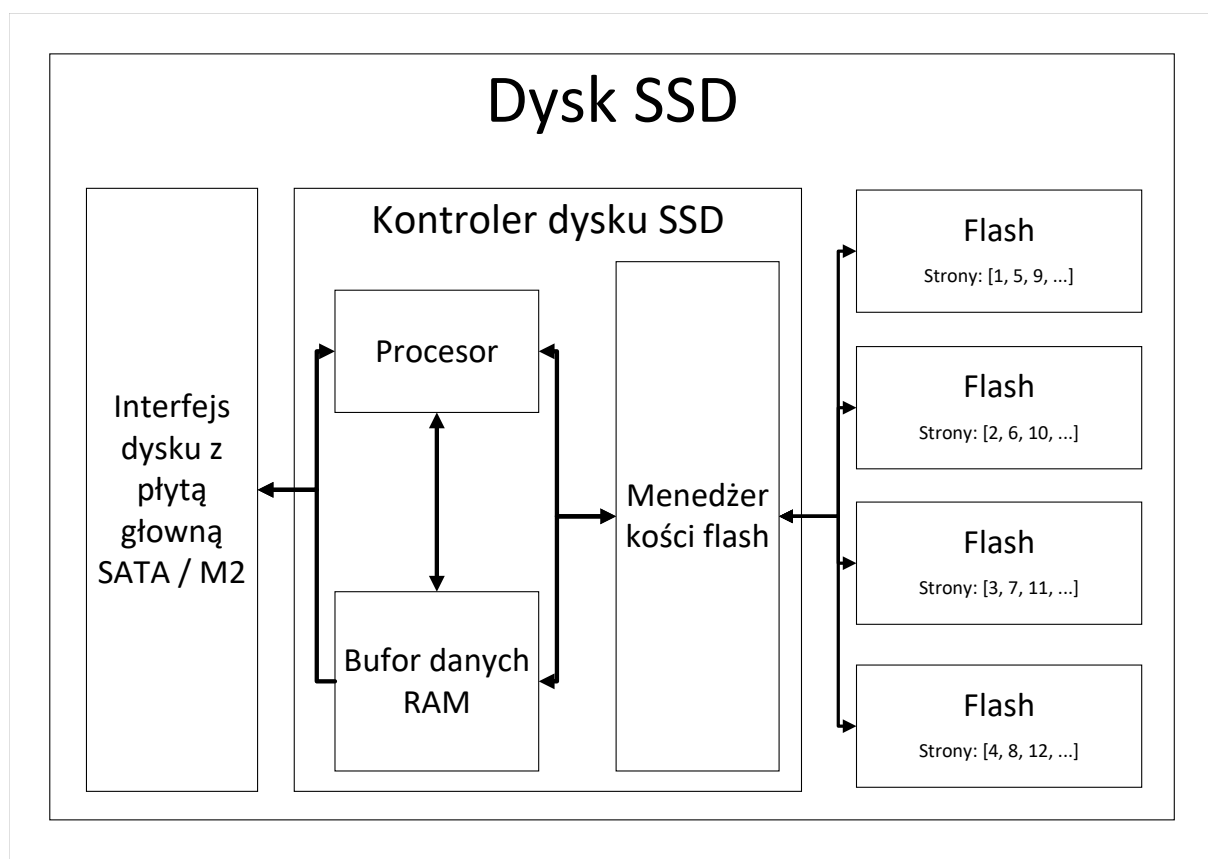 Dysk SSD
Interfejs
dysku z
płytą
głowną
SATA / M2
Kontroler dysku SSD
Procesor
Bufor danych
RAM
Menedżer
kości flash
Flash
Strony: [1, 5, 9, ...]
Flash
Strony: [2, 6, 10, ...]
Flash
Strony: [3, 7, 11, ...]
Flash
Strony: [4, 8, 12, ...]